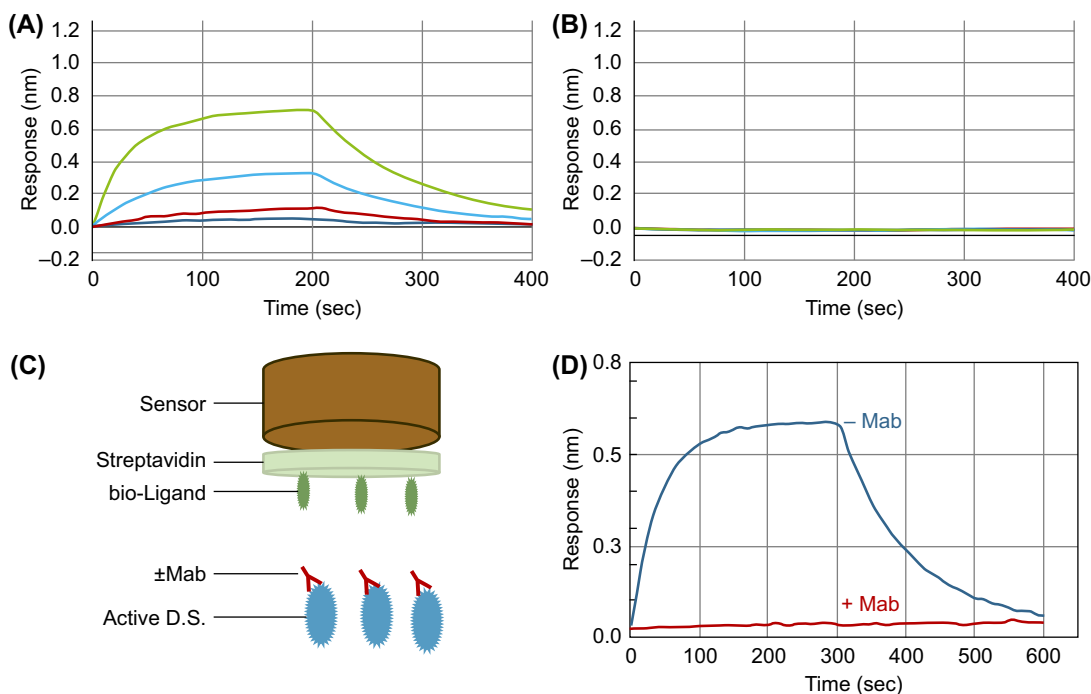 (A)
Response (nm)
1.2
1.0
0.8
0.6
0.4
0.2
0.0
–0.2
0 100 200 300 400
Time (sec)
(B)
Response (nm)
1.2
1.0
0.8
0.6
0.4
0.2
0.0
–0.2
0 100 200 300 400
Time (sec)
(C)
Sensor
Streptavidin
bio-Ligand
±Mab
Active D.S.
(D)
Response (nm)
0.8
0.5
0.3
0.0
– Mab
+ Mab
0 100 200 300 400 500 600
Time (sec)